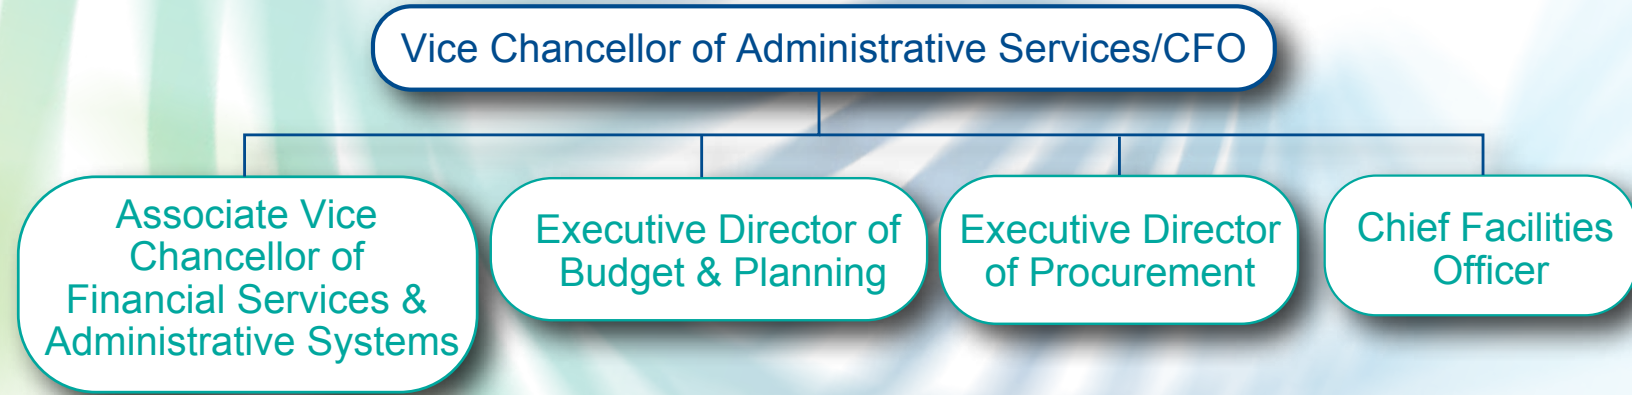 Vice Chancellor of Administrative Services/CFO
Associate Vice
Chancellor of
Financial Services &
Administrative Systems
Executive Director of
Budget & Planning
Executive Director
of Procurement
Chief Facilities
Officer